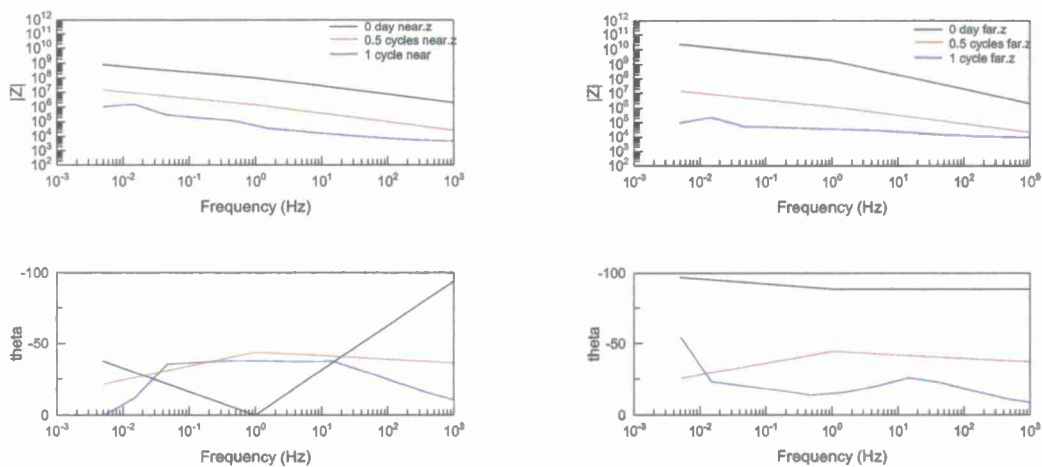 10¹² 10¹¹ 10¹⁰ 10⁹ 10⁸ 10⁷ 10⁶ 10⁵ 10⁴ 10³ 10²
|Z|
0 day near.z
0.5 cycles near.z
1 cycle near
10⁻³ 10⁻² 10⁻¹ 10⁰ 10¹ 10² 10³
Frequency (Hz)
10¹² 10¹¹ 10¹⁰ 10⁹ 10⁸ 10⁷ 10⁶ 10⁵ 10⁴ 10³ 10²
|Z|
0 day far.z
0.5 cycles far.z
1 cycle far.z
10⁻³ 10⁻² 10⁻¹ 10⁰ 10¹ 10² 10³
Frequency (Hz)
-100
-50
0
theta
10⁻³ 10⁻² 10⁻¹ 10⁰ 10¹ 10² 10³
Frequency (Hz)
-100
-50
0
theta
10⁻³ 10⁻² 10⁻¹ 10⁰ 10¹ 10² 10³
Frequency (Hz)